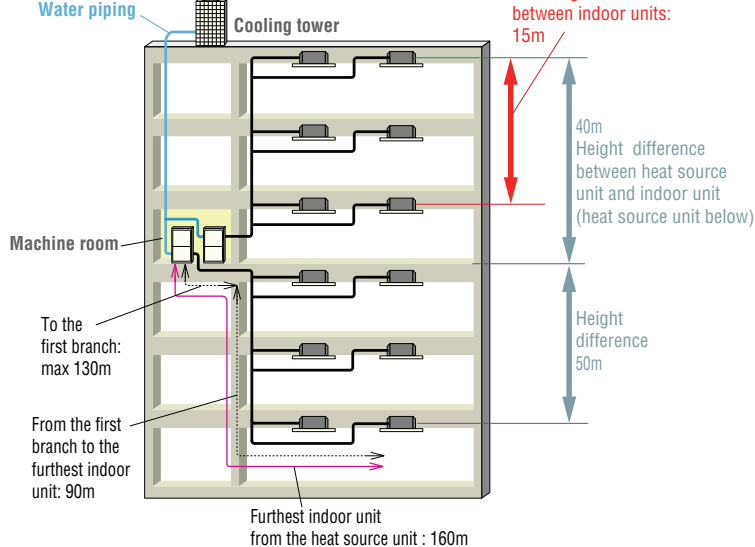 Water piping
Cooling tower
between indoor units:
15m
40m
Height difference
between heat source
unit and indoor unit
(heat source unit below)
Machine room
To the
first branch:
max 130m
Height
difference
50m
From the first
branch to the
furthest indoor
unit: 90m
Furthest indoor unit
from the heat source unit : 160m